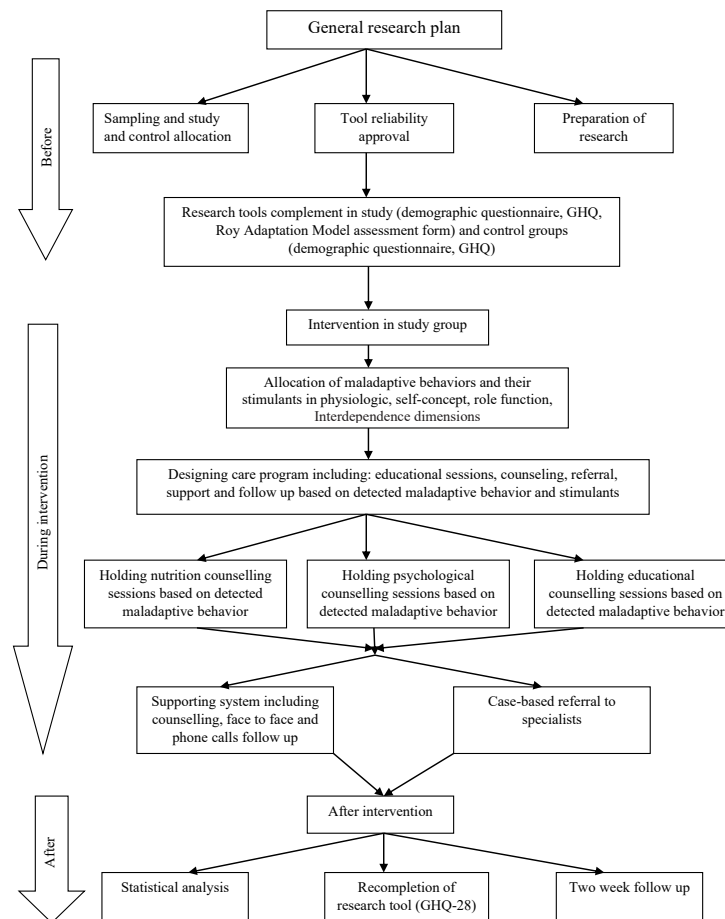 General research plan
Before
Sampling and study
and control allocation
Tool reliability
approval
Preparation of
research
Research tools complement in study (demographic questionnaire, GHQ,
Roy Adaptation Model assessment form) and control groups
(demographic questionnaire, GHQ)
During intervention
Intervention in study group
Allocation of maladaptive behaviors and their
stimulants in physiologic, self-concept, role function,
Interdependence dimensions
Designing care program including: educational sessions, counseling, referral,
support and follow up based on detected maladaptive behavior and stimulants
Holding nutrition counselling
sessions based on detected
maladaptive behavior
Holding psychological
counselling sessions based on
detected maladaptive behavior
Holding educational
counselling sessions based on
detected maladaptive behavior
Supporting system including
counselling, face to face and
phone calls follow up
Case-based referral to
specialists
After
After intervention
Statistical analysis
Recompletion of
research tool (GHQ-28)
Two week follow up